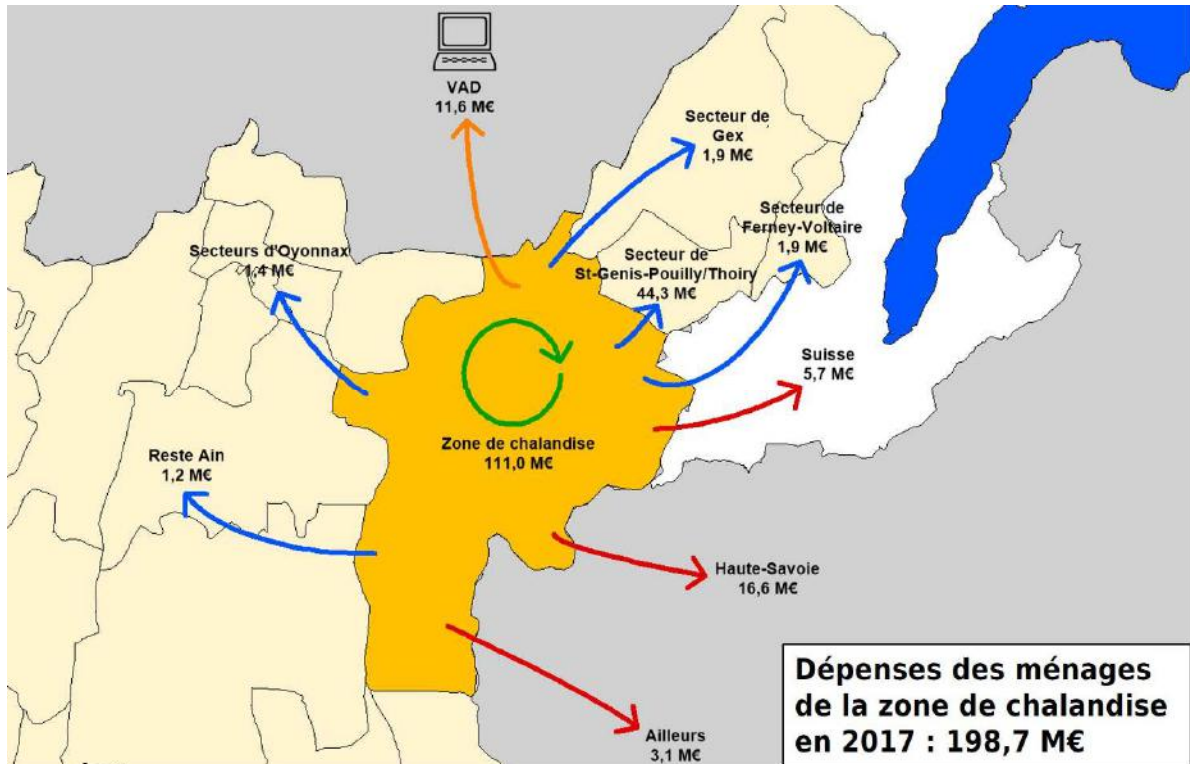 VAD
11,6 M€
Secteur de
Gex
1,9 M€
Secteur de
Ferney-Voltaire
1,9 M€
Secteurs d'Oyonnax
1,4 M€
Secteur de
St-Genis-Pouilly/Thoiry
44,3 M€
Suisse
5,7 M€
Zone de chalandise
111,0 M€
Reste Ain
1,2 M€
Haute-Savoie
16,6 M€
Ailleurs
3,1 M€
Dépenses des ménages
de la zone de chalandise
en 2017 : 198,7 M€